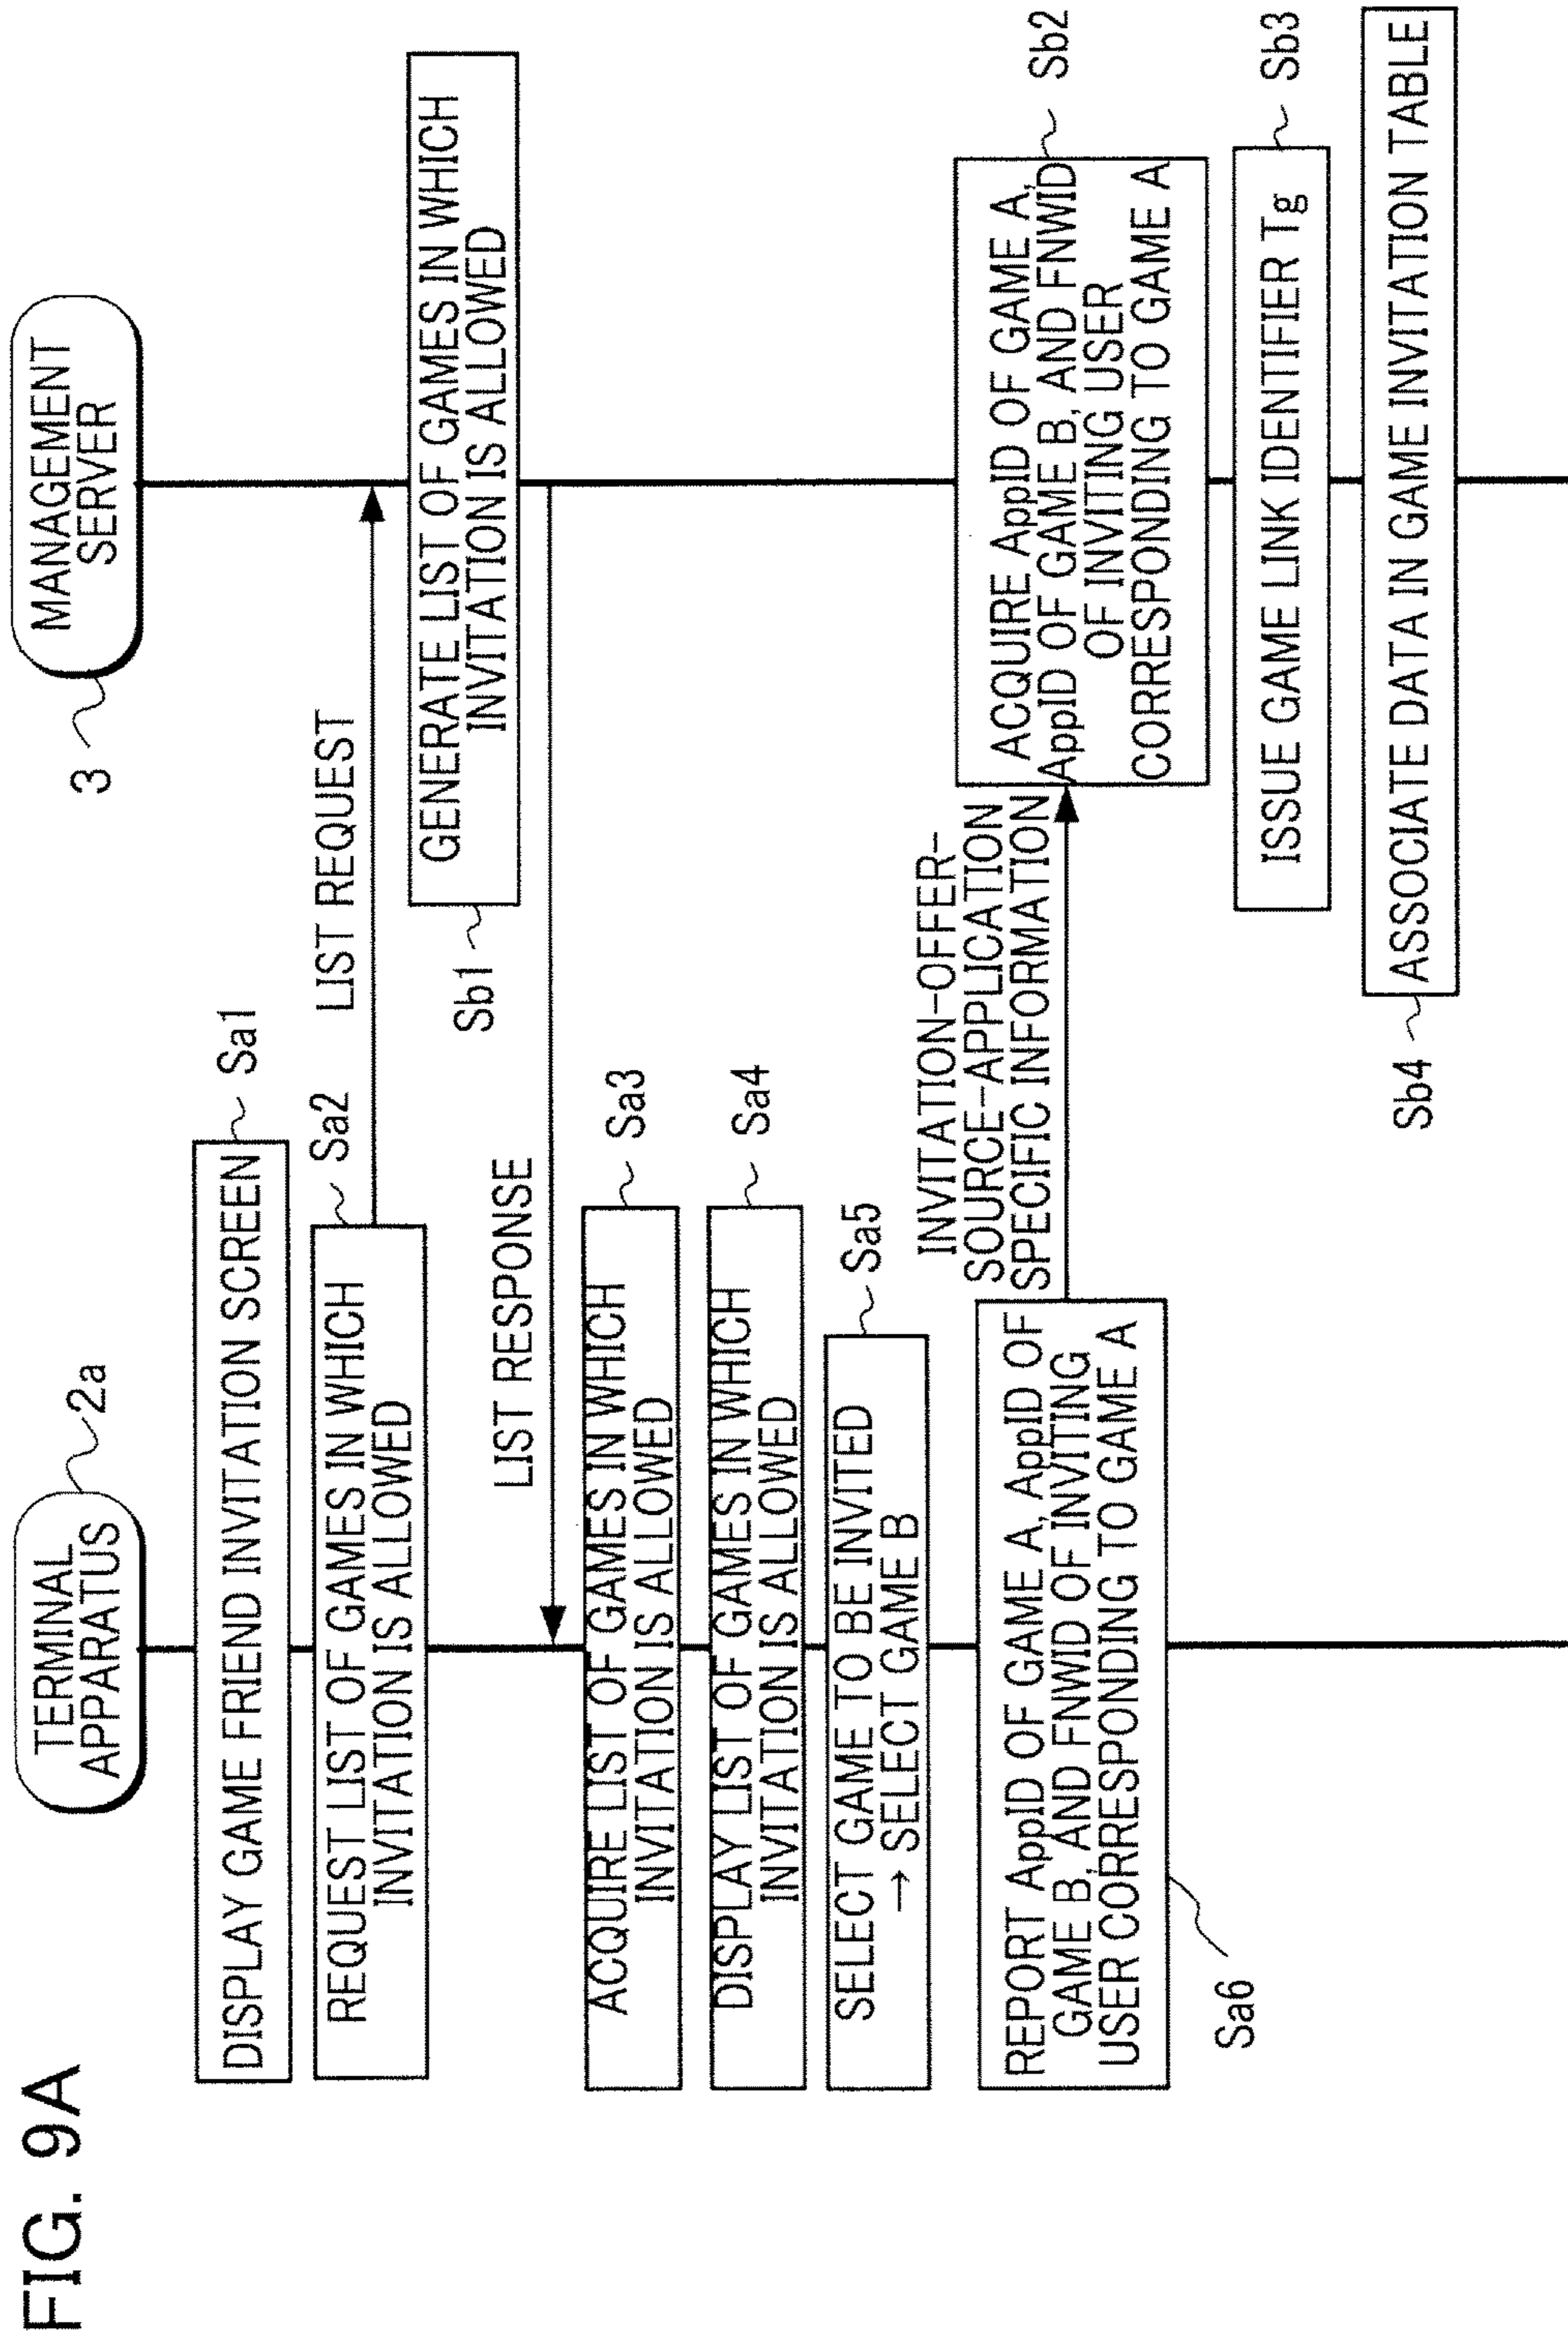 FIG. 9A
TERMINAL
APPARATUS
2a
MANAGEMENT
SERVER
3
DISPLAY GAME FRIEND INVITATION SCREEN
Sa1
REQUEST LIST OF GAMES IN WHICH
INVITATION IS ALLOWED
Sa2
LIST REQUEST
GENERATE LIST OF GAMES IN WHICH
INVITATION IS ALLOWED
Sb1
LIST RESPONSE
ACQUIRE LIST OF GAMES IN WHICH
INVITATION IS ALLOWED
Sa3
DISPLAY LIST OF GAMES IN WHICH
INVITATION IS ALLOWED
Sa4
SELECT GAME TO BE INVITED
→ SELECT GAME B
Sa5
REPORT AppID OF GAME A, AppID OF
GAME B, AND FNWID OF INVITING
USER CORRESPONDING TO GAME A
Sa6
INVITATION-OFFER-
SOURCE-APPLICATION
SPECIFIC INFORMATION
ACQUIRE AppID OF GAME A,
AppID OF GAME B, AND FNWID
OF INVITING USER
CORRESPONDING TO GAME A
Sb2
ISSUE GAME LINK IDENTIFIER Tg
Sb3
ASSOCIATE DATA IN GAME INVITATION TABLE
Sb4